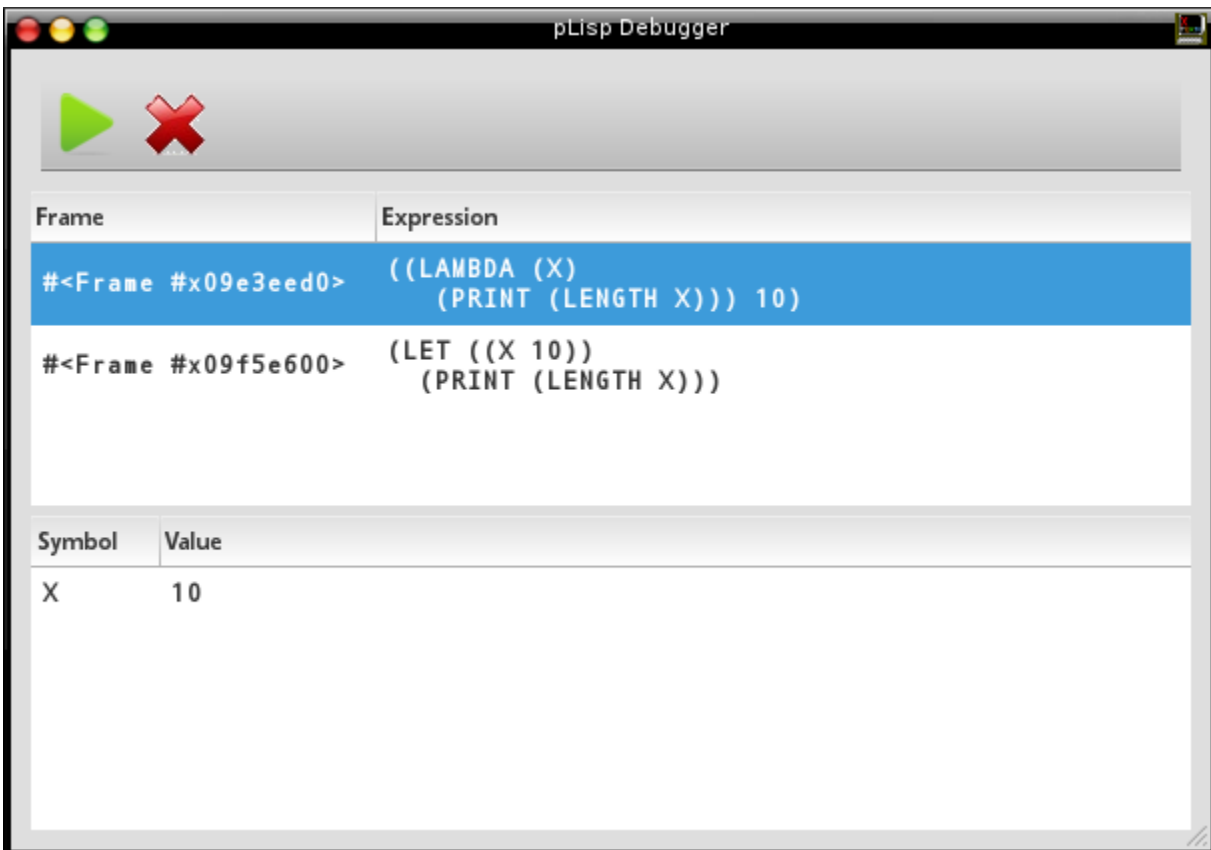 pLisp Debugger
Frame Expression
#<Frame #x09e3eed0> ((LAMBDA (X)
(PRINT (LENGTH X))) 10)
#<Frame #x09f5e600> (LET ((X 10))
(PRINT (LENGTH X)))
Symbol Value
X 10